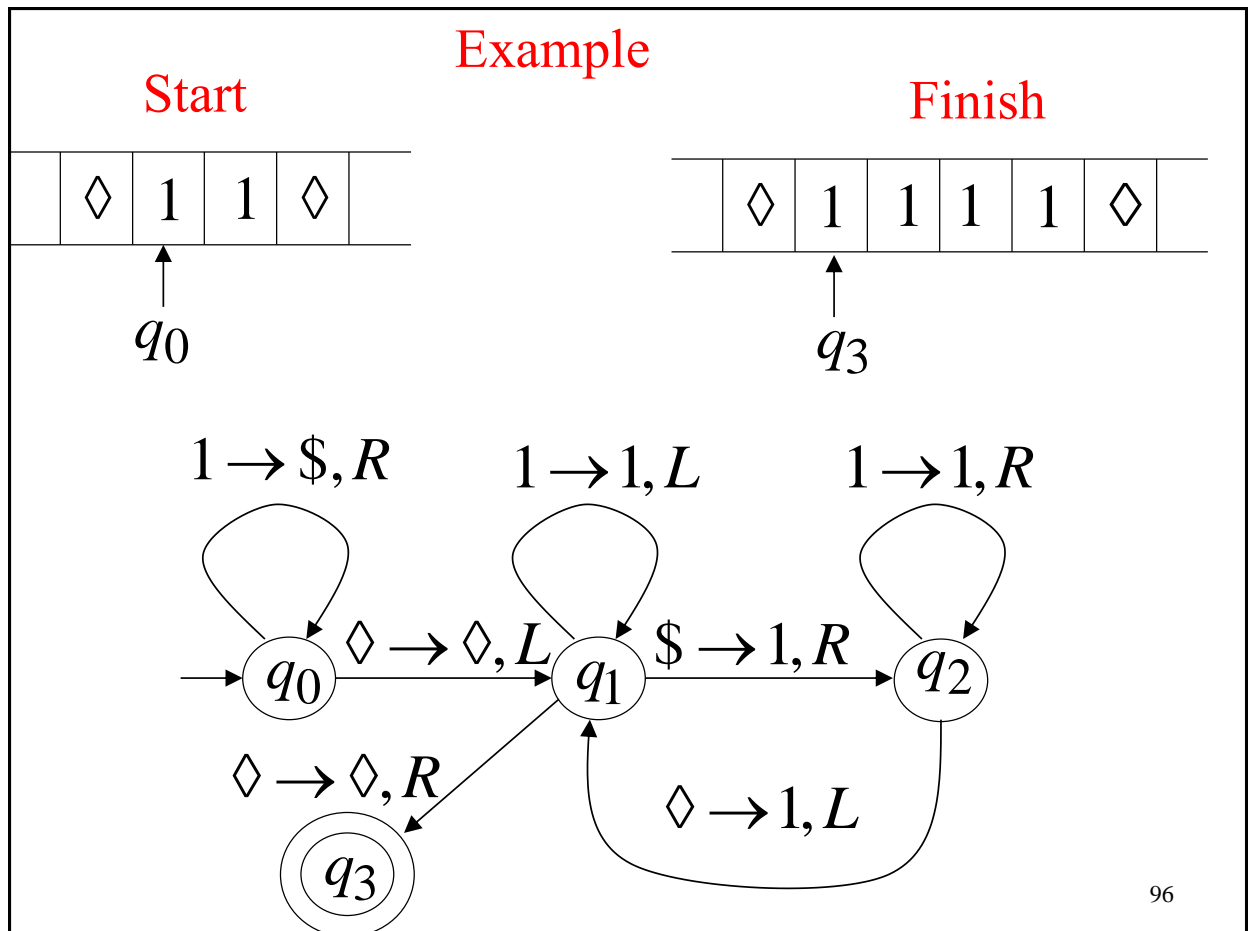 Example
Start
Finish
◊ 1 1 ◊
◊ 1 1 1 1 ◊
q0
q3
1 → $, R
1 → 1, L
1 → 1, R
◊ → ◊, L
$ → 1, R
q0
q1
q2
◊ → ◊, R
◊ → 1, L
q3
96